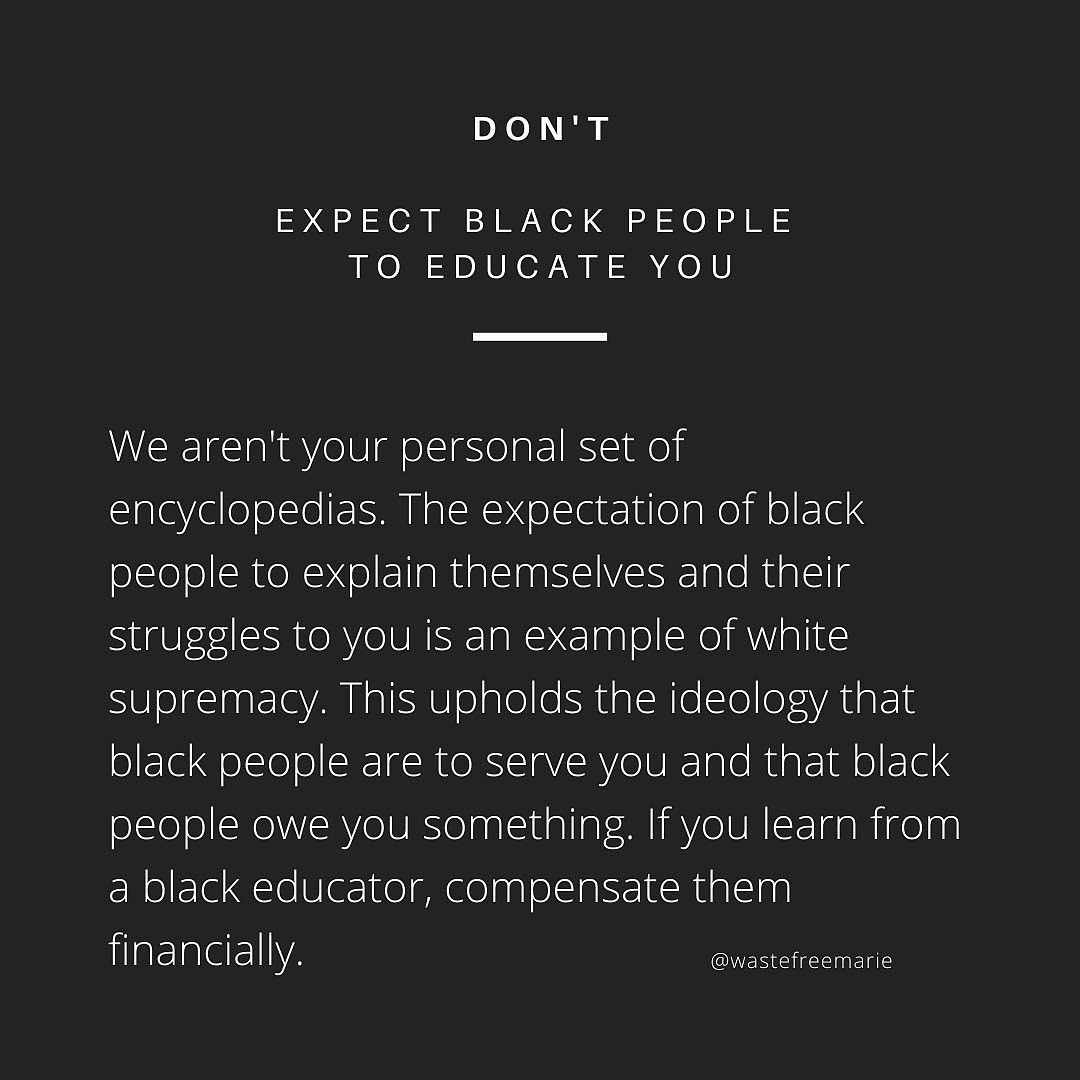 DON'T
EXPECT BLACK PEOPLE
TO EDUCATE YOU
We aren't your personal set of
encyclopedias. The expectation of black
people to explain themselves and their
struggles to you is an example of white
supremacy. This upholds the ideology that
black people are to serve you and that black
people owe you something. If you learn from
a black educator, compensate them
financially.
@wastefreemarie